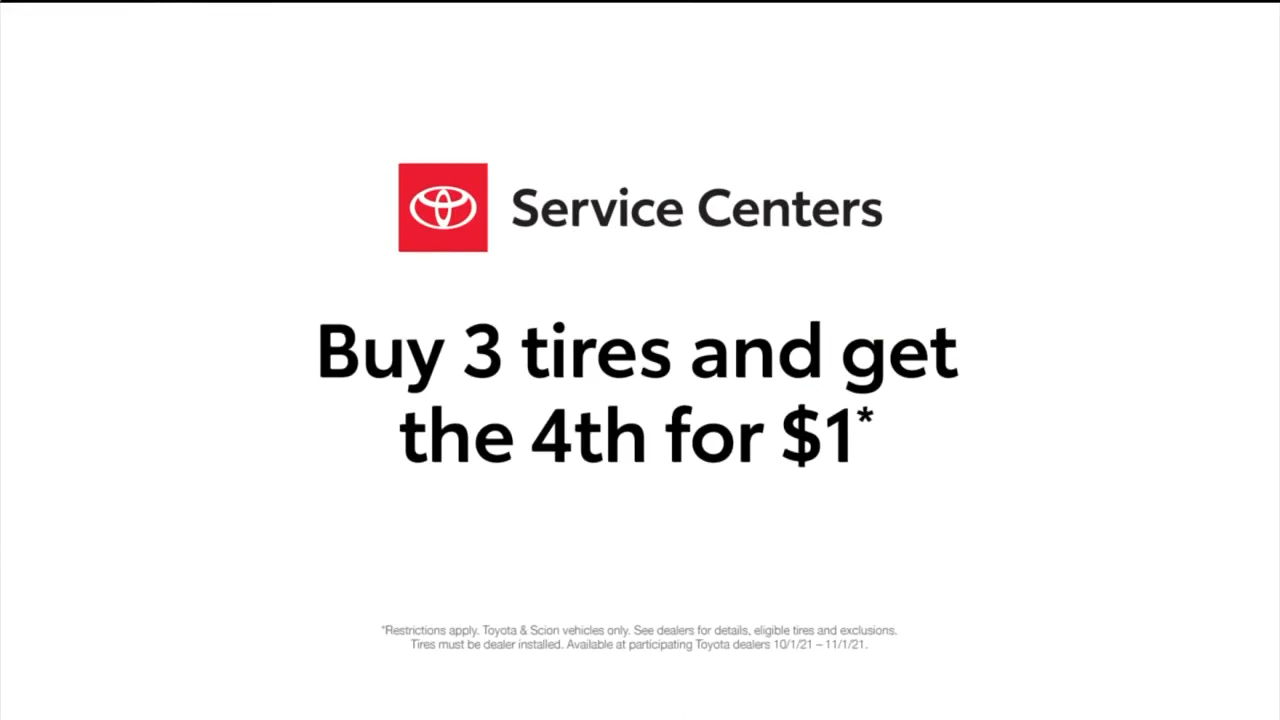 Service Centers
Buy 3 tires and get
the 4th for $1*
*Restrictions apply. Toyota & Scion vehicles only. See dealers for details, eligible tires and exclusions.
Tires must be dealer installed. Available at participating Toyota dealers 10/1/21 – 11/1/21.